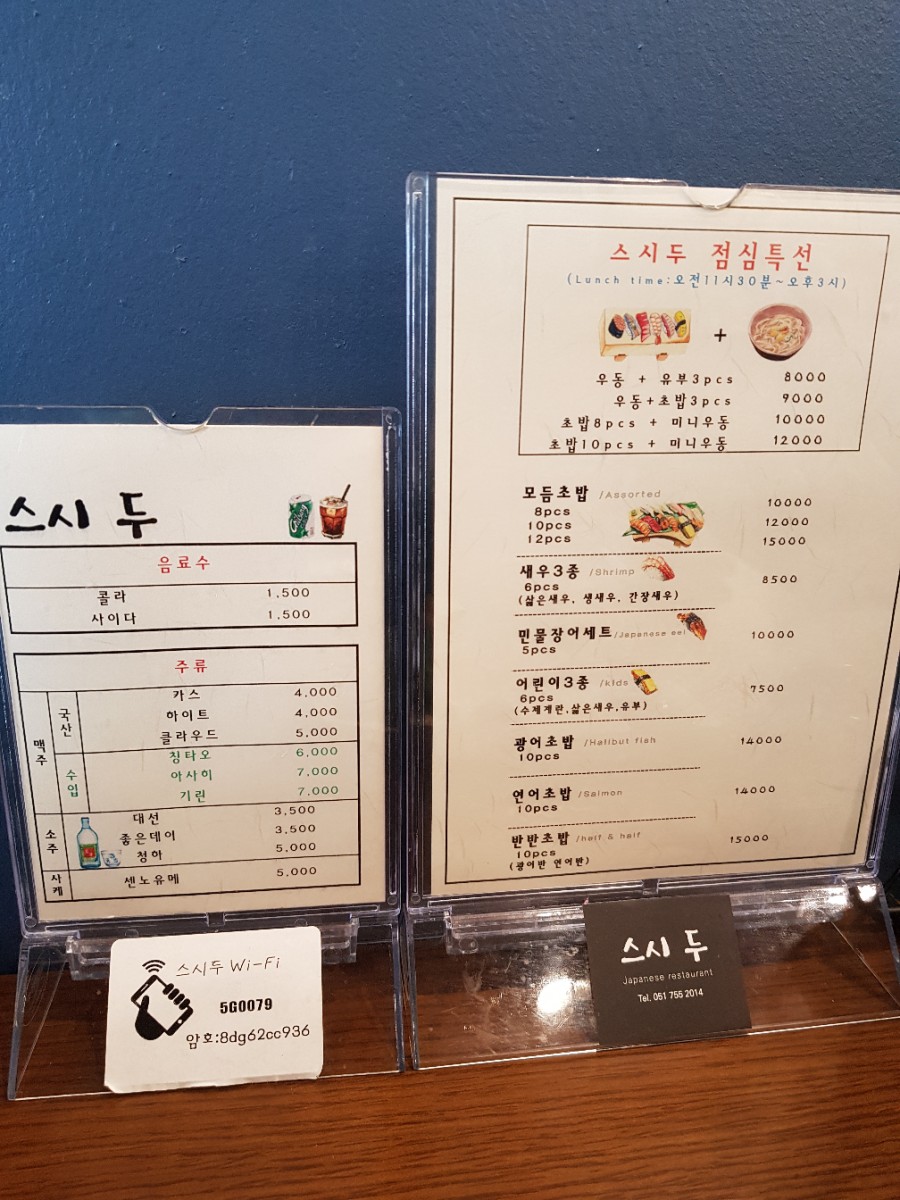 스시 두
음료수
콜라 1,500
사이다 1,500
주류
맥주
국산
카스 4,000
하이트 4,000
클라우드 5,000
수입
칭타오 6,000
아사히 7,000
기린 7,000
소주
대선 3,500
좋은데이 3,500
청하 5,000
사케
센노유메 5,000
스시두 Wi-Fi
5G0079
암호:8dg62cc936
스시두 점심특선
(Lunch time:오전11시30분~오후3시)
+
우동 + 유부3pcs 8000
우동+초밥3pcs 9000
초밥8pcs + 미니우동 10000
초밥10pcs + 미니우동 12000
모듬초밥 /Assorted
8pcs 10000
10pcs 12000
12pcs 15000
새우3종 /Shrimp 8500
6pcs
(삶은새우, 생새우, 간장새우)
민물장어세트/Japanese eel 10000
5pcs
어린이3종 /kids 7500
6pcs
(수제계란,삶은새우,유부)
광어초밥 /Halibut fish 14000
10pcs
연어초밥 /Salmon 14000
10pcs
반반초밥 /half & half 15000
10pcs
(광어반 연어반)
스시 두
Japanese restaurant
Tel. 051 755 2014